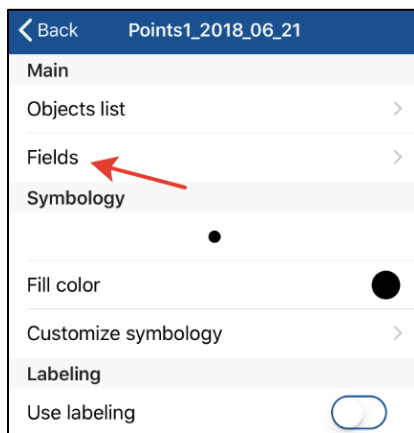 Back Points1_2018_06_21
Main
Objects list
Fields
Symbology
Fill color
Customize symbology
Labeling
Use labeling